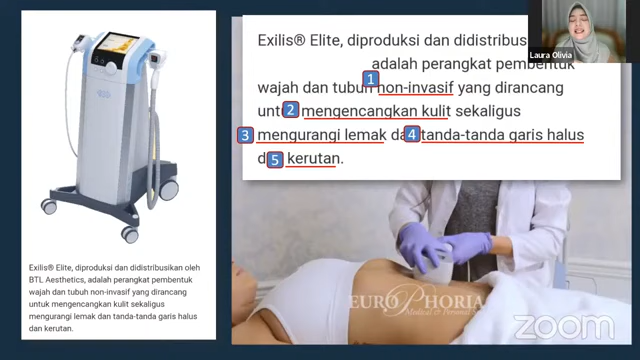 Exilis® Elite, diproduksi dan didistribus
adalah perangkat pembentuk
wajah dan tubuh non-invasif yang dirancang
mengencangkan kulit sekaligus
mengurangi lemak tanda-tanda garis halus
kerutan.
1
2
3
4
5
Laura Olivia
Exilis® Elite, diproduksi dan didistribusikan oleh
BTL Aesthetics, adalah perangkat pembentuk
wajah dan tubuh non-invasif yang dirancang
untuk mengencangkan kulit sekaligus
mengurangi lemak dan tanda-tanda garis halus
dan kerutan.
EUROPHORIA
Medical & Personal
zoom